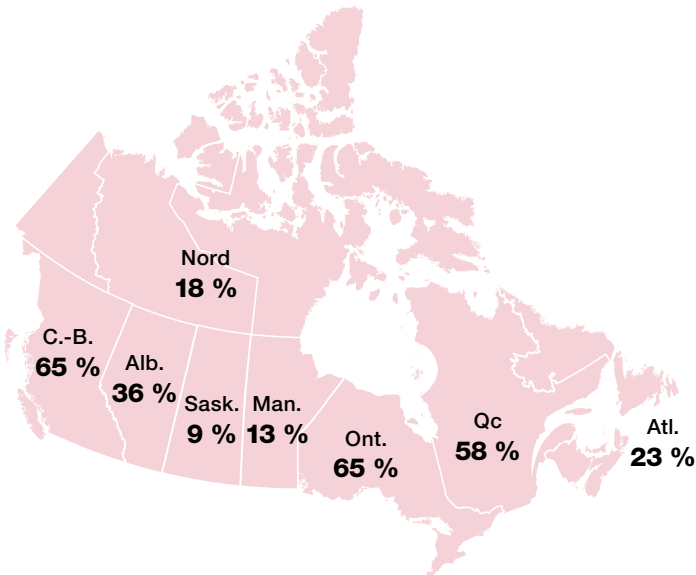 Nord
18 %
C.-B.
65 %
Alb.
36 %
Sask.
9 %
Man.
13 %
Ont.
65 %
Qc
58 %
Atl.
23 %